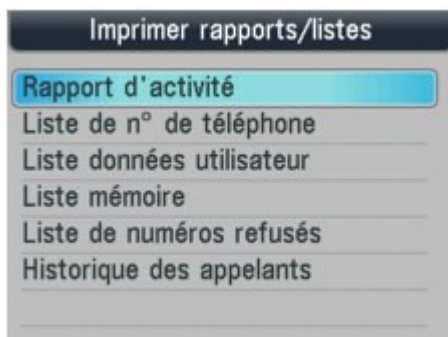 Imprimer rapports/listes
Rapport d'activité
Liste de n° de téléphone
Liste données utilisateur
Liste mémoire
Liste de numéros refusés
Historique des appelants